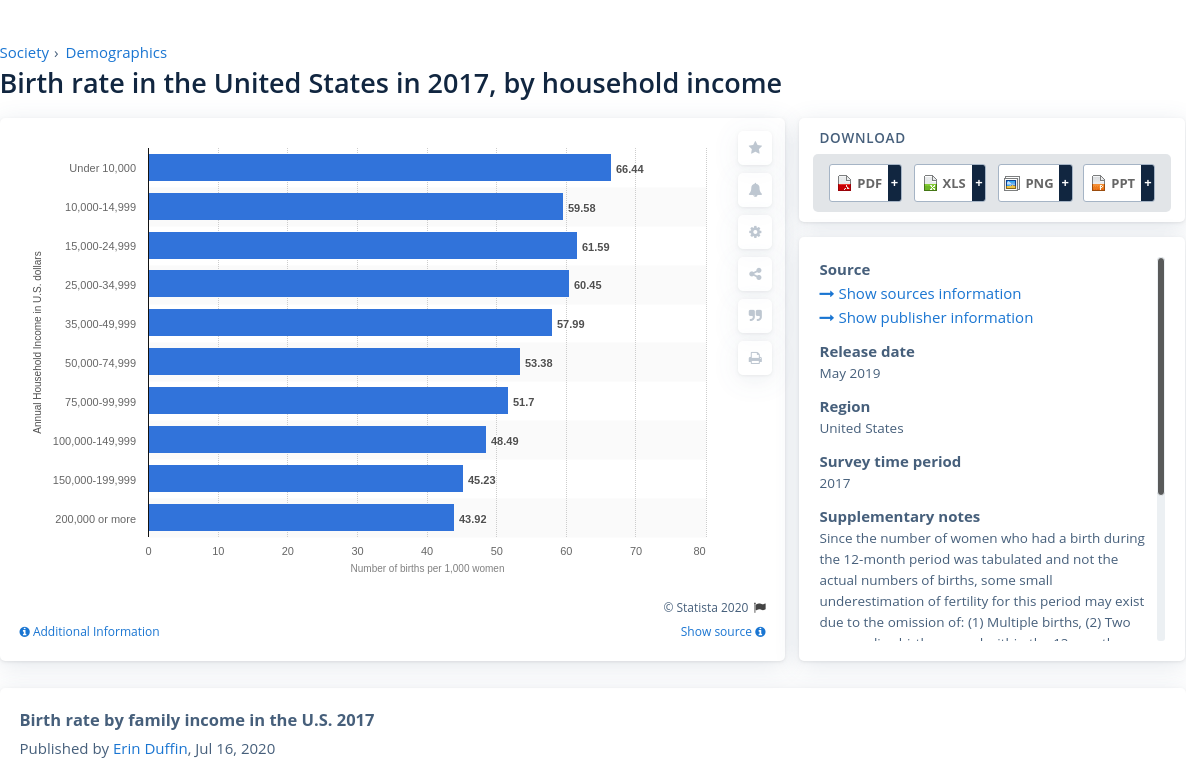 Society › Demographics
Birth rate in the United States in 2017, by household income
Annual Household Income in U.S. dollars
Under 10,000 66.44
10,000-14,999 59.58
15,000-24,999 61.59
25,000-34,999 60.45
35,000-49,999 57.99
50,000-74,999 53.38
75,000-99,999 51.7
100,000-149,999 48.49
150,000-199,999 45.23
200,000 or more 43.92
0 10 20 30 40 50 60 70 80
Number of births per 1,000 women
© Statista 2020
Additional Information
Show source
DOWNLOAD
PDF + XLS + PNG + PPT +
Source
Show sources information
Show publisher information
Release date
May 2019
Region
United States
Survey time period
2017
Supplementary notes
Since the number of women who had a birth during
the 12-month period was tabulated and not the
actual numbers of births, some small
underestimation of fertility for this period may exist
due to the omission of: (1) Multiple births, (2) Two
Birth rate by family income in the U.S. 2017
Published by Erin Duffin, Jul 16, 2020